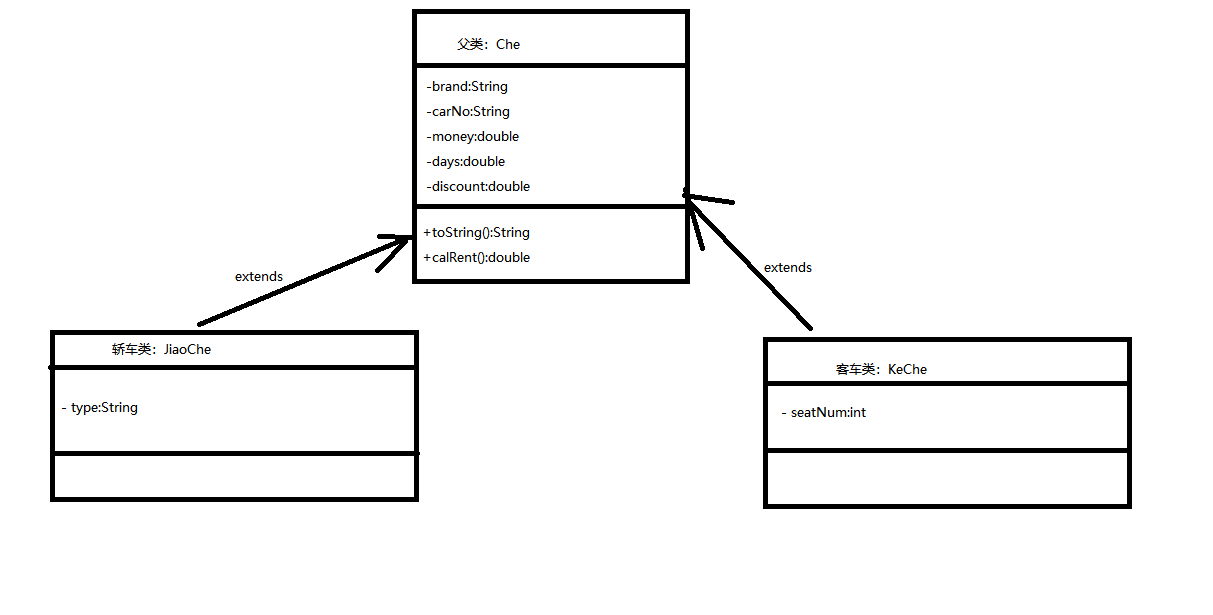 父类：Che
-brand:String
-carNo:String
-money:double
-days:double
-discount:double
+toString():String
+calRent():double
extends
extends
轿车类：JiaoChe
- type:String
客车类：KeChe
- seatNum:int